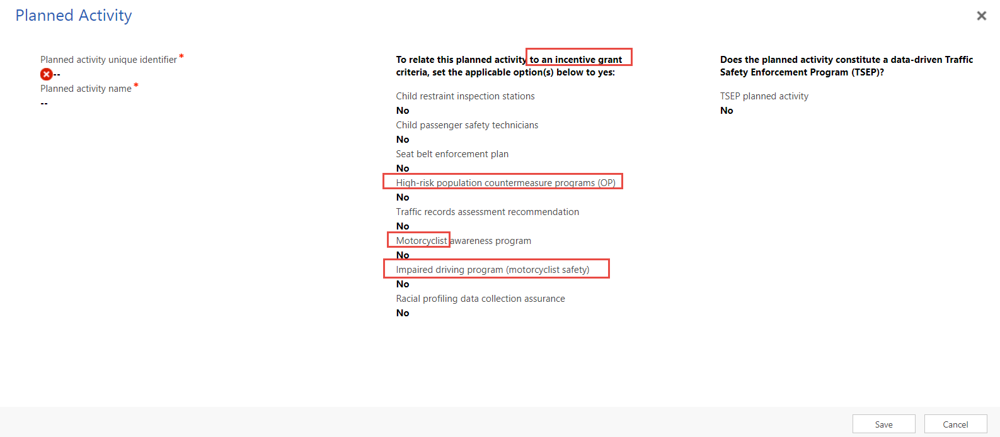 Planned Activity
Planned activity unique identifier *
--
Planned activity name *
--
To relate this planned activity to an incentive grant
criteria, set the applicable option(s) below to yes:
Child restraint inspection stations
No
Child passenger safety technicians
No
Seat belt enforcement plan
No
High-risk population countermeasure programs (OP)
No
Traffic records assessment recommendation
No
Motorcyclist awareness program
No
Impaired driving program (motorcyclist safety)
No
Racial profiling data collection assurance
No
Does the planned activity constitute a data-driven Traffic
Safety Enforcement Program (TSEP)?
TSEP planned activity
No
Save
Cancel